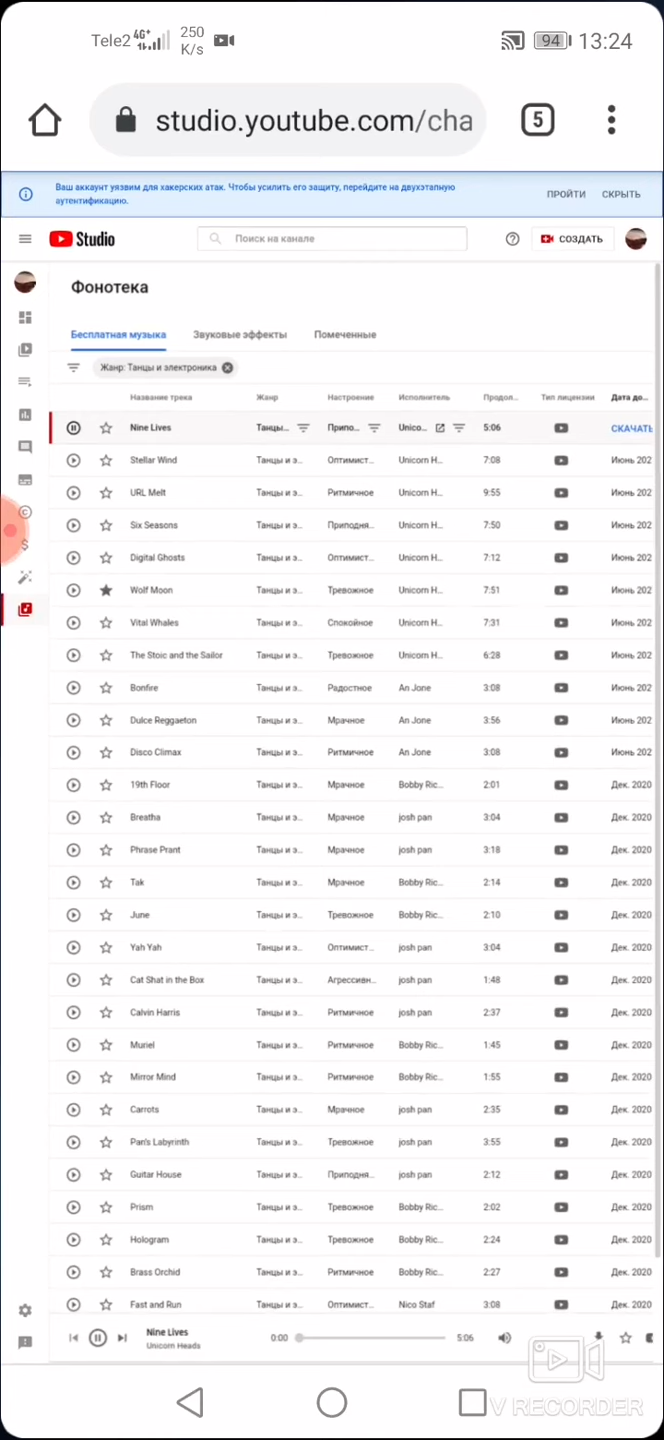 Tele2 4G+ 250 K/s 94 13:24
studio.youtube.com/cha 5
Ваш аккаунт уязвим для хакерских атак. Чтобы усилить его защиту, перейдите на двухэтапную
аутентификацию.
ПРОЙТИ СКРЫТЬ
Studio Поиск на канале СОЗДАТЬ
Фонотека
Бесплатная музыка Звуковые эффекты Помеченные
Жанр: Танцы и электроника
Название трека Жанр Настроение Исполнитель Продол... Тип лицензии Дата до...
Nine Lives Танцы... Припо... Unico... 5:06 СКАЧАТЬ
Stellar Wind Танцы и э... Оптимист... Unicorn H... 7:08 Июнь 202
URL Melt Танцы и э... Ритмичное Unicorn H... 9:55 Июнь 202
Six Seasons Танцы и э... Приподня... Unicorn H... 7:50 Июнь 202
Digital Ghosts Танцы и э... Оптимист... Unicorn H... 7:12 Июнь 202
Wolf Moon Танцы и э... Тревожное Unicorn H... 7:51 Июнь 202
Vital Whales Танцы и э... Спокойное Unicorn H... 7:31 Июнь 202
The Stoic and the Sailor Танцы и э... Тревожное Unicorn H... 6:28 Июнь 202
Bonfire Танцы и э... Радостное An Jone 3:08 Июнь 202
Dulce Reggaeton Танцы и э... Мрачное An Jone 3:56 Июнь 202
Disco Climax Танцы и э... Ритмичное An Jone 3:08 Июнь 202
19th Floor Танцы и э... Мрачное Bobby Ric... 2:01 Дек. 2020
Breatha Танцы и э... Мрачное josh pan 3:04 Дек. 2020
Phrase Prant Танцы и э... Мрачное josh pan 3:18 Дек. 2020
Tak Танцы и э... Мрачное Bobby Ric... 2:14 Дек. 2020
June Танцы и э... Тревожное Bobby Ric... 2:10 Дек. 2020
Yah Yah Танцы и э... Оптимист... josh pan 3:04 Дек. 2020
Cat Shat in the Box Танцы и э... Агрессивн... josh pan 1:48 Дек. 2020
Calvin Harris Танцы и э... Ритмичное josh pan 2:37 Дек. 2020
Muriel Танцы и э... Ритмичное Bobby Ric... 1:45 Дек. 2020
Mirror Mind Танцы и э... Ритмичное Bobby Ric... 1:55 Дек. 2020
Carrots Танцы и э... Мрачное josh pan 2:35 Дек. 2020
Pan's Labyrinth Танцы и э... Тревожное josh pan 3:55 Дек. 2020
Guitar House Танцы и э... Приподня... josh pan 2:12 Дек. 2020
Prism Танцы и э... Тревожное Bobby Ric... 2:02 Дек. 2020
Hologram Танцы и э... Тревожное Bobby Ric... 2:24 Дек. 2020
Brass Orchid Танцы и э... Ритмичное Bobby Ric... 2:27 Дек. 2020
Fast and Run Танцы и э... Оптимист... Nico Staf 3:08 Дек. 2020
Nine Lives 0:00 5:06
Unicorn Heads
V RECORDER